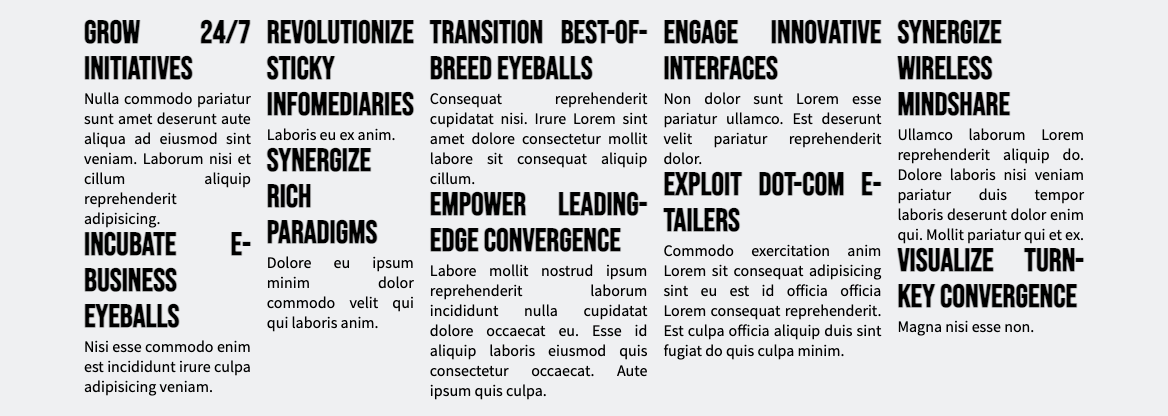 GROW 24/7
INITIATIVES
Nulla commodo pariatur
sunt amet deserunt aute
aliqua ad eiusmod sint
veniam. Laborum nisi et
cillum aliquip
reprehenderit
adipisicing.
INCUBATE E-
BUSINESS
EYEBALLS
Nisi esse commodo enim
est incididunt irure culpa
adipisicing veniam.
REVOLUTIONIZE
STICKY
INFOMEDIARIES
Laboris eu ex anim.
SYNERGIZE
RICH
PARADIGMS
Dolore eu ipsum
minim dolor
commodo velit qui
qui laboris anim.
TRANSITION BEST-OF-
BREED EYEBALLS
Consequat reprehenderit
cupidatat nisi. Irure Lorem sint
amet dolore consectetur mollit
labore sit consequat aliquip
cillum.
EMPOWER LEADING-
EDGE CONVERGENCE
Labore mollit nostrud ipsum
reprehenderit laborum
incididunt nulla cupidatat
dolore occaecat eu. Esse id
aliquip laboris eiusmod quis
consectetur occaecat. Aute
ipsum quis culpa.
ENGAGE INNOVATIVE
INTERFACES
Non dolor sunt Lorem esse
pariatur ullamco. Est deserunt
velit pariatur reprehenderit
dolor.
EXPLOIT DOT-COM E-
TAILERS
Commodo exercitation anim
Lorem sit consequat adipisicing
sint eu est id officia officia
Lorem consequat reprehenderit.
Est culpa officia aliquip duis sint
fugiat do quis culpa minim.
SYNERGIZE
WIRELESS
MINDSHARE
Ullamco laborum Lorem
reprehenderit aliquip do.
Dolore laboris nisi veniam
pariatur duis tempor
laboris deserunt dolor enim
qui. Mollit pariatur qui et ex.
VISUALIZE TURN-
KEY CONVERGENCE
Magna nisi esse non.